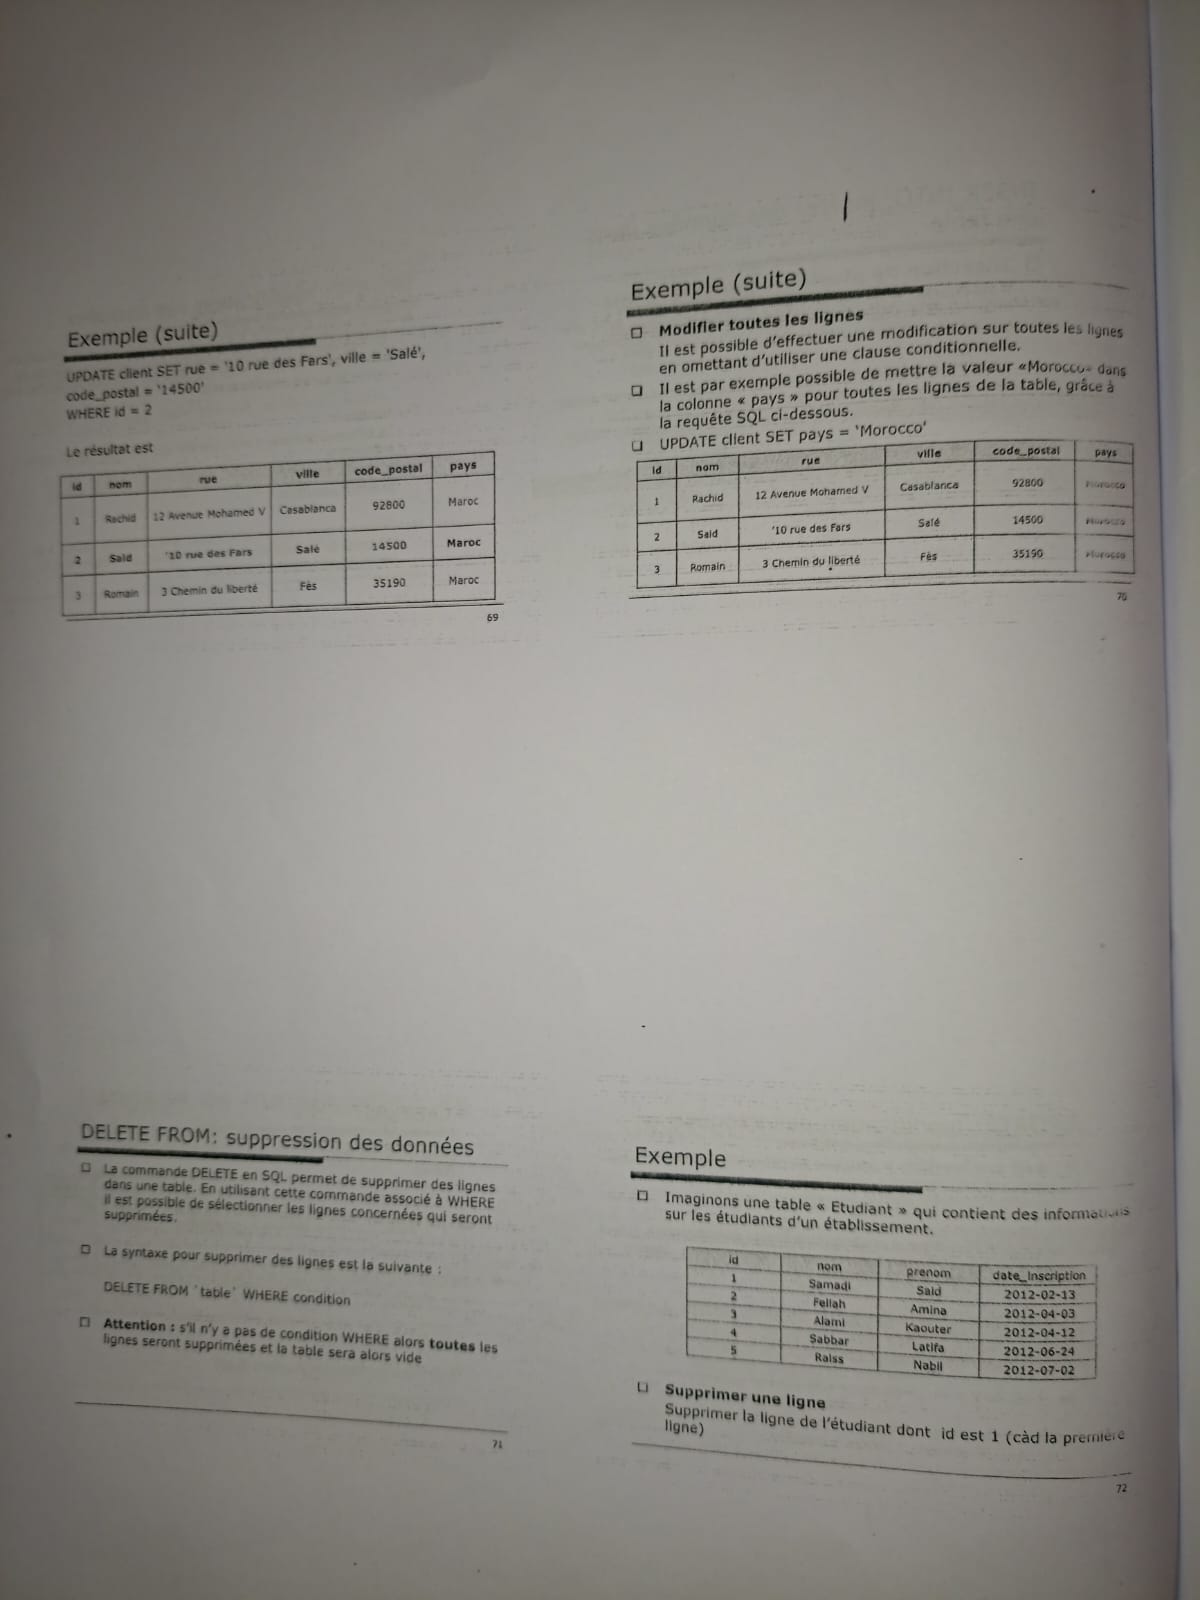 Exemple (suite)
UPDATE client SET rue = '10 rue des Fars', ville = 'Salé',
code_postal = '14500'
WHERE id = 2
Le résultat est
id nom rue ville code_postal pays
1 Rachid 12 Avenue Mohamed V Casablanca 92800 Maroc
2 Said '10 rue des Fars Salé 14500 Maroc
3 Romain 3 Chemin du liberté Fès 35190 Maroc
69
Exemple (suite)
Modifier toutes les lignes
Il est possible d'effectuer une modification sur toutes les lignes
en omettant d'utiliser une clause conditionnelle.
Il est par exemple possible de mettre la valeur «Morocco» dans
la colonne « pays » pour toutes les lignes de la table, grâce à
la requête SQL ci-dessous.
UPDATE client SET pays = 'Morocco'
id nom rue ville code_postal pays
1 Rachid 12 Avenue Mohamed V Casablanca 92800 Morocco
2 Said '10 rue des Fars Salé 14500 Morocco
3 Romain 3 Chemin du liberté Fès 35190 Morocco
70
DELETE FROM: suppression des données
La commande DELETE en SQL permet de supprimer des lignes
dans une table. En utilisant cette commande associé à WHERE
il est possible de sélectionner les lignes concernées qui seront
supprimées.
La syntaxe pour supprimer des lignes est la suivante :
DELETE FROM `table` WHERE condition
Attention : s'il n'y a pas de condition WHERE alors toutes les
lignes seront supprimées et la table sera alors vide
71
Exemple
Imaginons une table « Etudiant » qui contient des informations
sur les étudiants d'un établissement.
id nom prenom date_Inscription
1 Samadi Said 2012-02-13
2 Fellah Amina 2012-04-03
3 Alami Kaouter 2012-04-12
4 Sabbar Latifa 2012-06-24
5 Raiss Nabil 2012-07-02
Supprimer une ligne
Supprimer la ligne de l'étudiant dont id est 1 (càd la première
ligne)
72